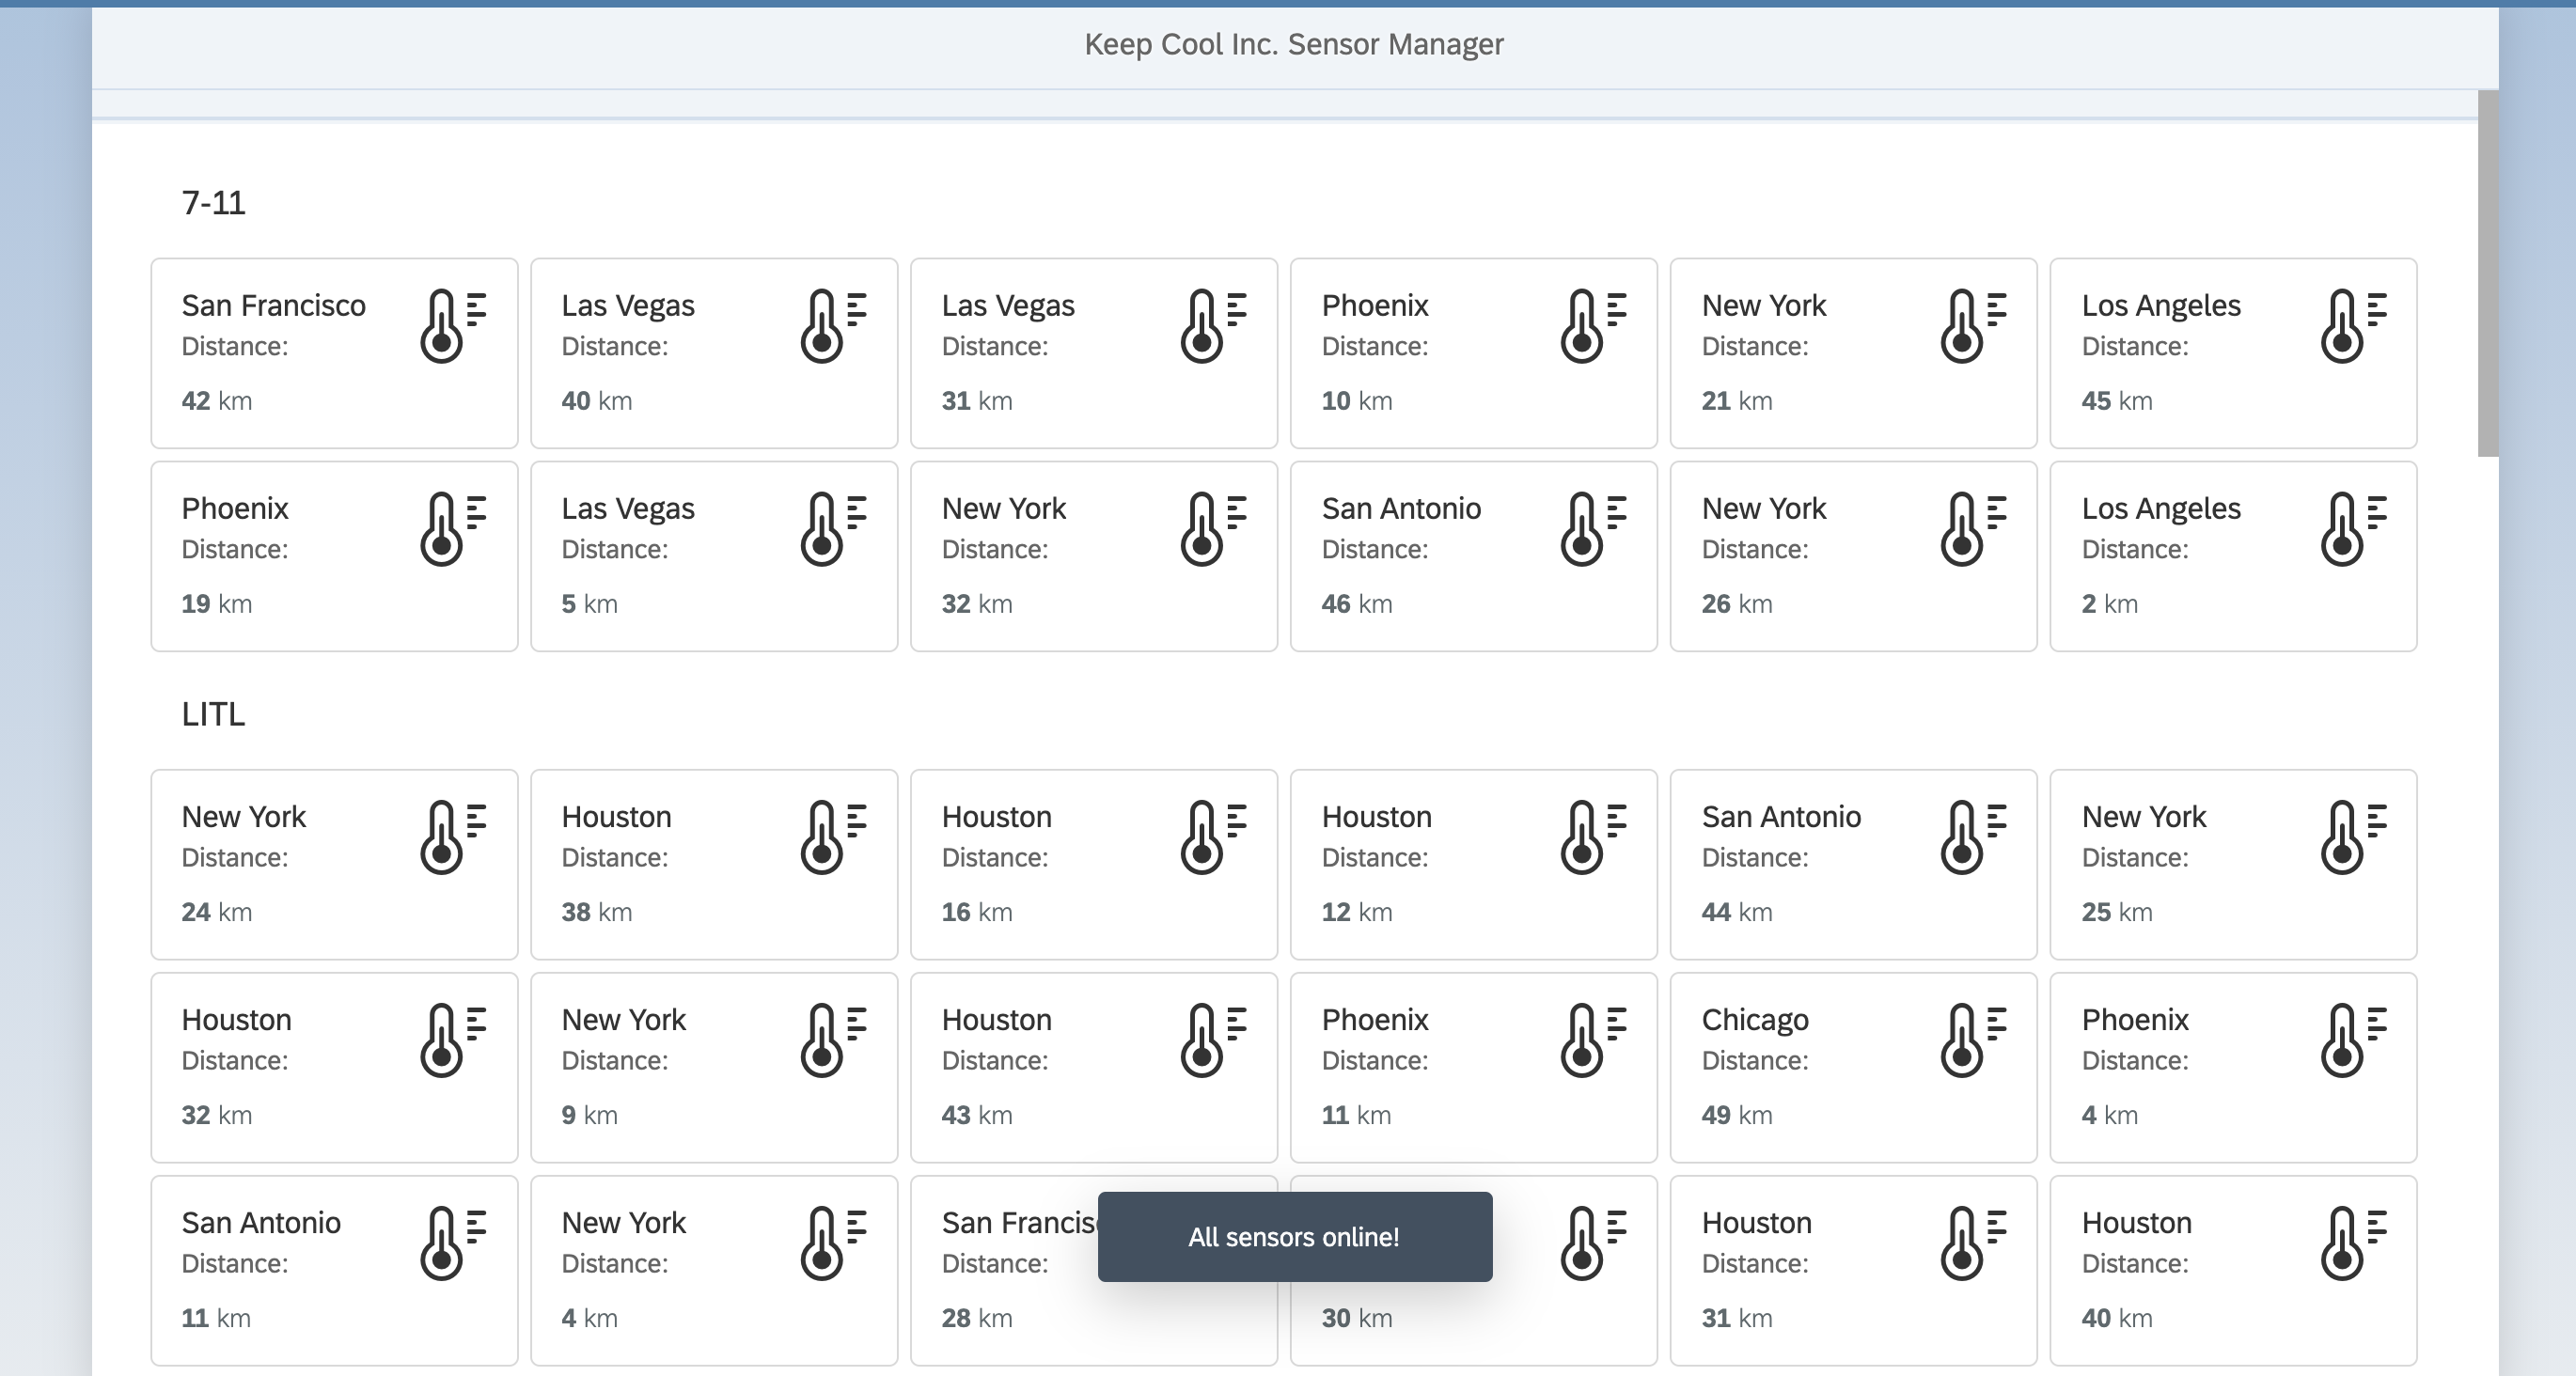 Keep Cool Inc. Sensor Manager
7-11
San Francisco
Distance:
42 km
Las Vegas
Distance:
40 km
Las Vegas
Distance:
31 km
Phoenix
Distance:
10 km
New York
Distance:
21 km
Los Angeles
Distance:
45 km
Phoenix
Distance:
19 km
Las Vegas
Distance:
5 km
New York
Distance:
32 km
San Antonio
Distance:
46 km
New York
Distance:
26 km
Los Angeles
Distance:
2 km
LITL
New York
Distance:
24 km
Houston
Distance:
38 km
Houston
Distance:
16 km
Houston
Distance:
12 km
San Antonio
Distance:
44 km
New York
Distance:
25 km
Houston
Distance:
32 km
New York
Distance:
9 km
Houston
Distance:
43 km
Phoenix
Distance:
11 km
Chicago
Distance:
49 km
Phoenix
Distance:
4 km
San Antonio
Distance:
11 km
New York
Distance:
4 km
San
Distance:
28 km
30 km
Houston
Distance:
31 km
Houston
Distance:
40 km
All sensors online!